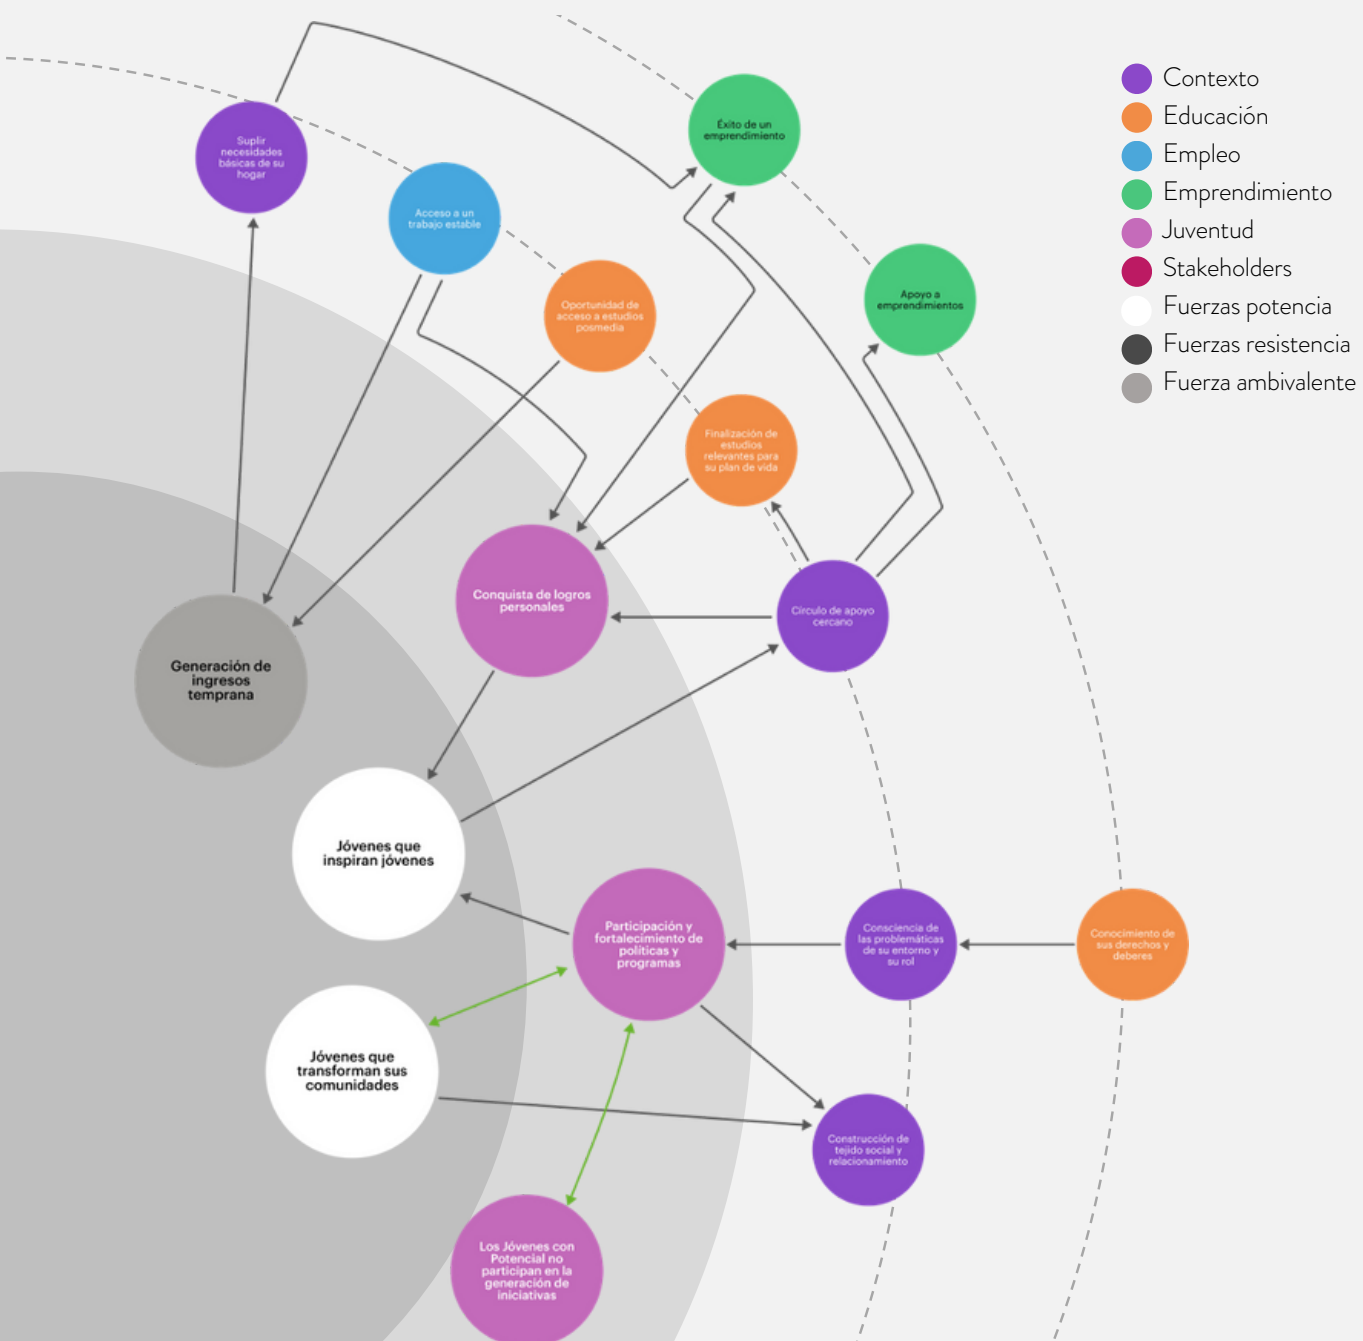 Contexto
Educación
Empleo
Emprendimiento
Juventud
Stakeholders
Fuerzas potencia
Fuerzas resistencia
Fuerza ambivalente
Éxito de un
emprendimiento
Suplir
necesidades
básicas de su
hogar
Acceso a un
trabajo estable
Apoyo a
emprendimientos
Oportunidad de
acceso a estudios
posmedia
Finalización de
estudios
relevantes para
su plan de vida
Conquista de logros
personales
Círculo de apoyo
cercano
Generación de
ingresos
temprana
Jóvenes que
inspiran jóvenes
Participación y
fortalecimiento de
políticas y
programas
Consciencia de
las problemáticas
de su entorno y
su rol
Conocimiento de
sus derechos y
deberes
Jóvenes que
transforman sus
comunidades
Construcción de
tejido social y
relacionamiento
Los Jóvenes con
Potencial no
participan en la
generación de
iniciativas